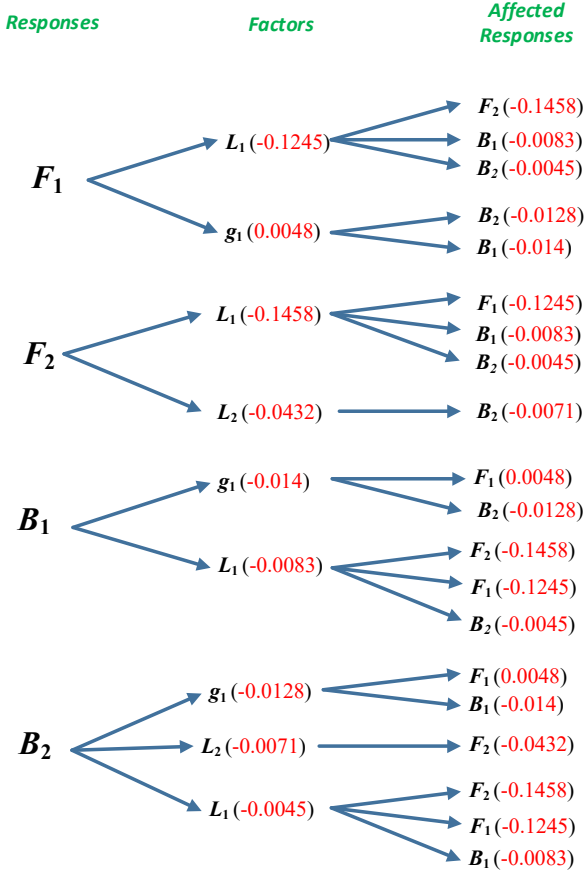 Responses Factors Affected
Responses
F₂ (-0.1458)
L₁ (-0.1245) B₁ (-0.0083)
B₂ (-0.0045)
F₁
B₂ (-0.0128)
g₁ (0.0048)
B₁ (-0.014)
F₁ (-0.1245)
L₁ (-0.1458)
B₁ (-0.0083)
F₂
B₂ (-0.0045)
L₂ (-0.0432) B₂ (-0.0071)
g₁ (-0.014) F₁ (0.0048)
B₂ (-0.0128)
B₁
F₂ (-0.1458)
L₁ (-0.0083)
F₁ (-0.1245)
B₂ (-0.0045)
F₁ (0.0048)
g₁ (-0.0128)
B₁ (-0.014)
B₂ L₂ (-0.0071) F₂ (-0.0432)
F₂ (-0.1458)
L₁ (-0.0045)
F₁ (-0.1245)
B₁ (-0.0083)